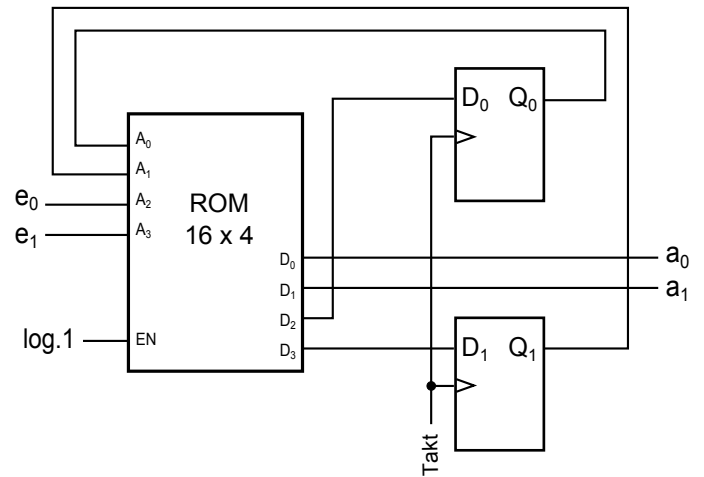 D₀ Q₀
A₀
A₁
e₀ A₂ ROM
e₁ A₃ 16 x 4
D₀ a₀
D₁ a₁
D₂
log.1 EN D₃ D₁ Q₁
Takt